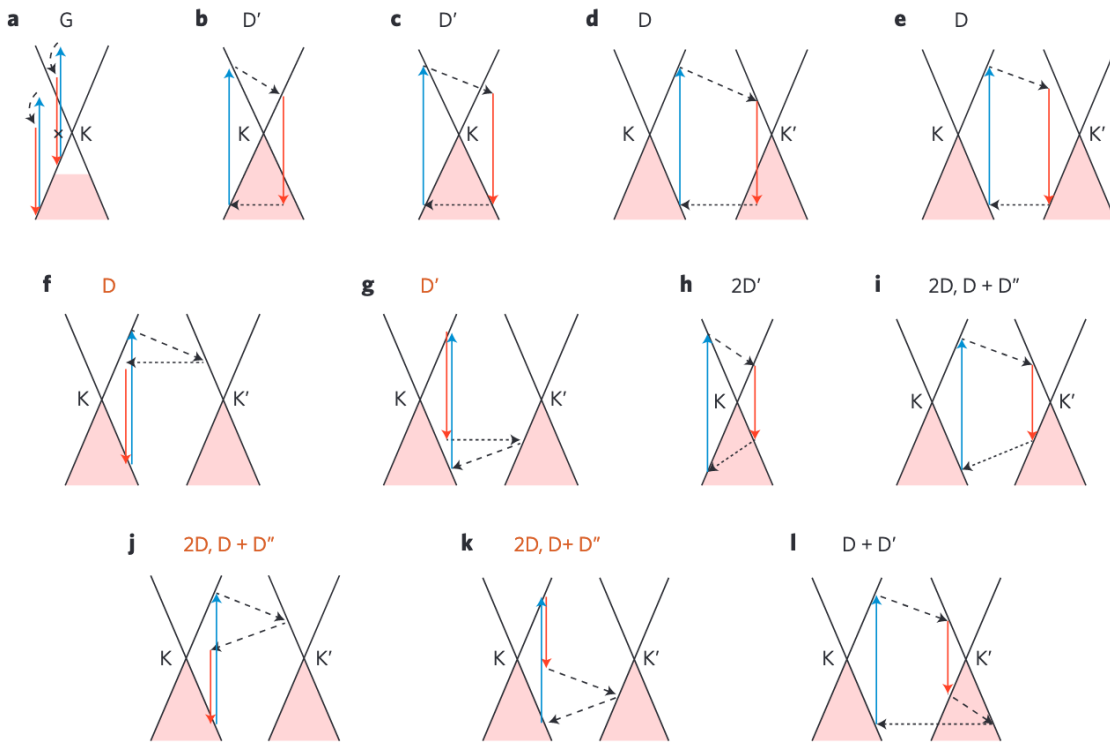 a G
b D′
c D′
d D
e D
K
K
K
K K′
K K′
f D
g D′
h 2D′
i 2D, D + D″
K K′
K K′
K
K K′
j 2D, D + D″
k 2D, D+ D″
l D + D′
K K′
K K′
K K′